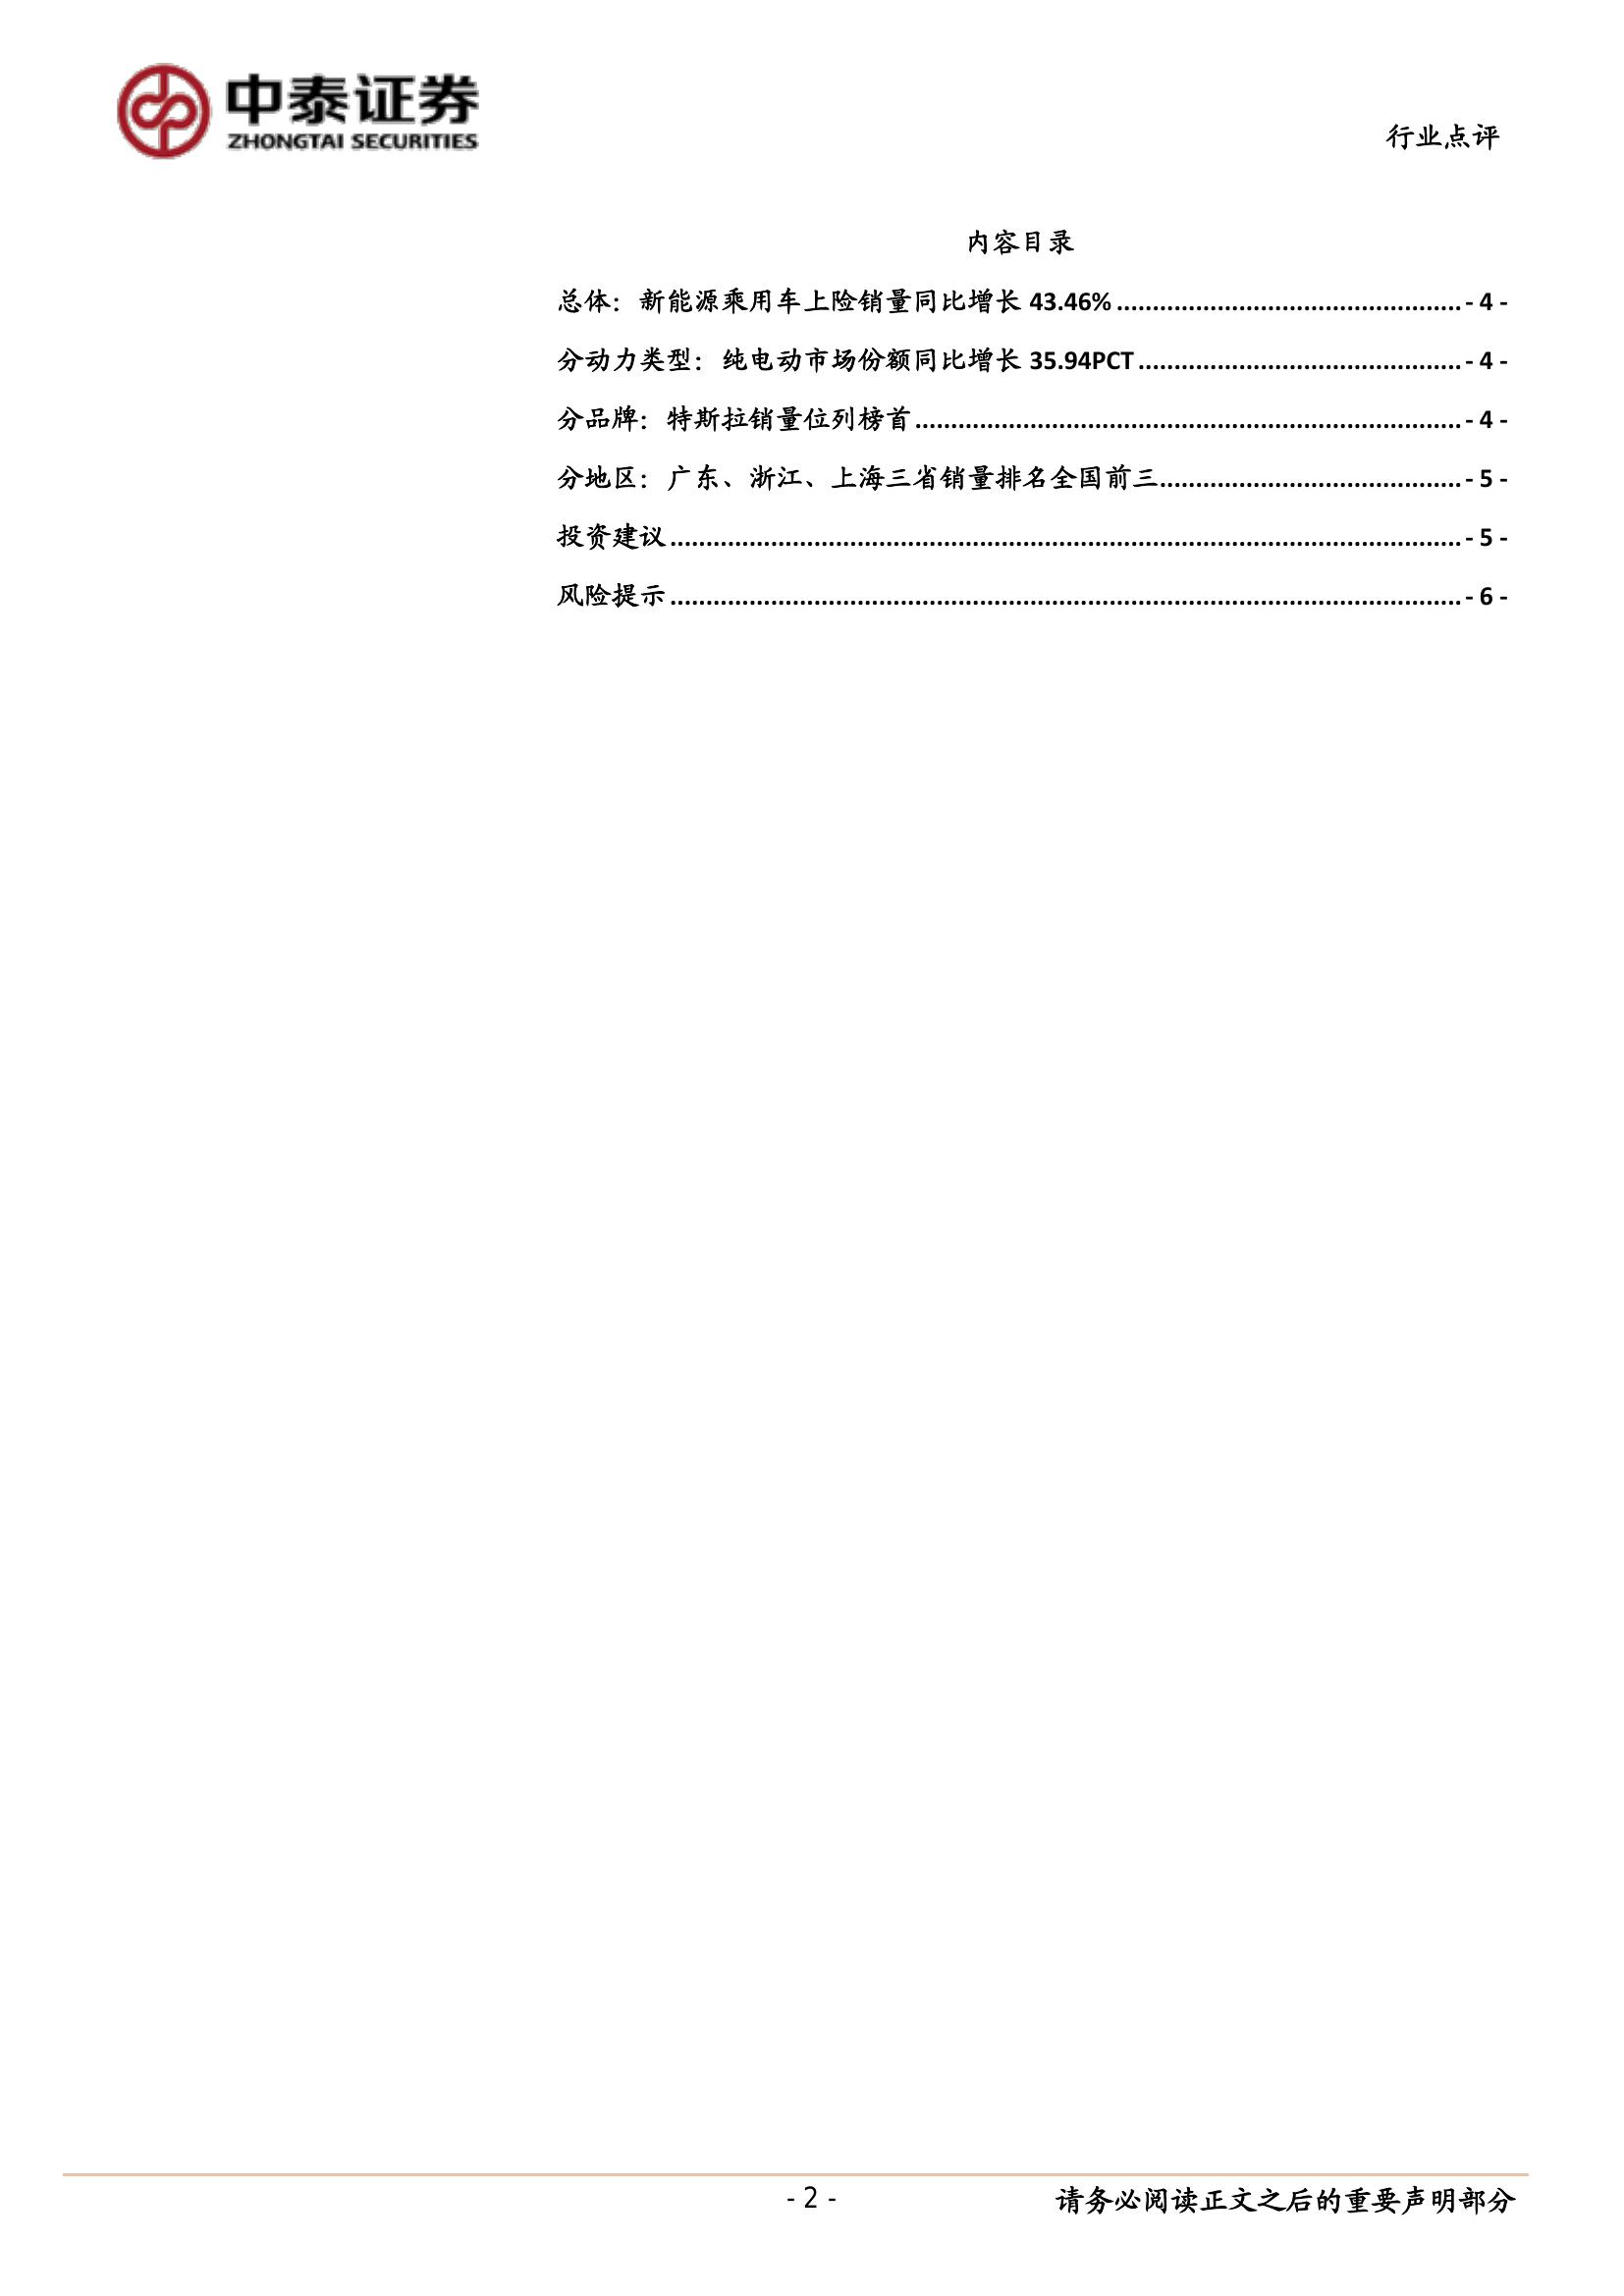 中泰证券
ZHONGTAI SECURITIES
行业点评
内容目录
总体：新能源乘用车上险销量同比增长 43.46% ................................................ - 4 -
分动力类型：纯电动市场份额同比增长 35.94PCT ............................................. - 4 -
分品牌：特斯拉销量位列榜首 ............................................................................ - 4 -
分地区：广东、浙江、上海三省销量排名全国前三.......................................... - 5 -
投资建议 .............................................................................................................. - 5 -
风险提示 .............................................................................................................. - 6 -
- 2 -
请务必阅读正文之后的重要声明部分